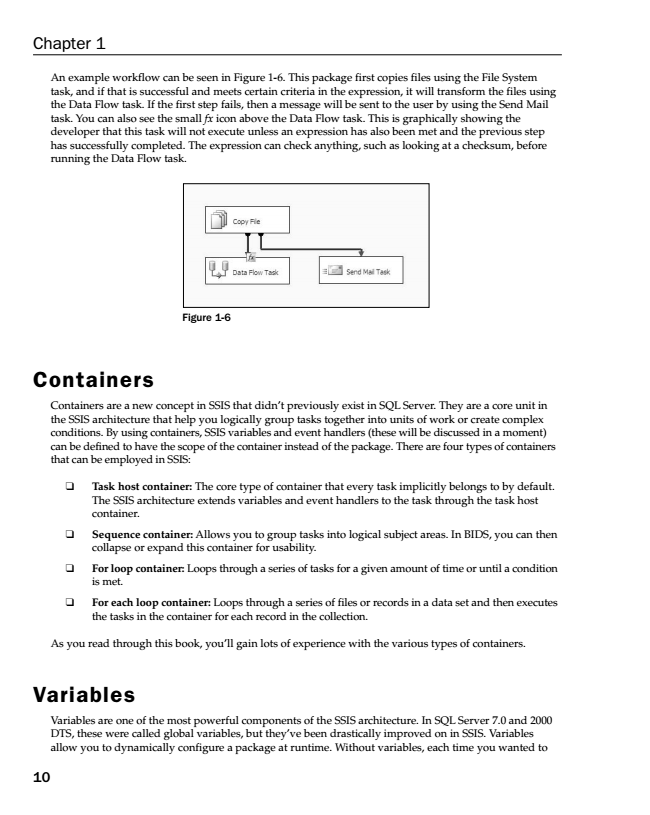 Chapter 1
An example workflow can be seen in Figure 1-6. This package first copies files using the File System
task, and if that is successful and meets certain criteria in the expression, it will transform the files using
the Data Flow task. If the first step fails, then a message will be sent to the user by using the Send Mail
task. You can also see the small fx icon above the Data Flow task. This is graphically showing the
developer that this task will not execute unless an expression has also been met and the previous step
has successfully completed. The expression can check anything, such as looking at a checksum, before
running the Data Flow task.
Copy File
fx
Data Flow Task
Send Mail Task
Figure 1-6
Containers
Containers are a new concept in SSIS that didn't previously exist in SQL Server. They are a core unit in
the SSIS architecture that help you logically group tasks together into units of work or create complex
conditions. By using containers, SSIS variables and event handlers (these will be discussed in a moment)
can be defined to have the scope of the container instead of the package. There are four types of containers
that can be employed in SSIS:
❑ Task host container: The core type of container that every task implicitly belongs to by default.
The SSIS architecture extends variables and event handlers to the task through the task host
container.
❑ Sequence container: Allows you to group tasks into logical subject areas. In BIDS, you can then
collapse or expand this container for usability.
❑ For loop container: Loops through a series of tasks for a given amount of time or until a condition
is met.
❑ For each loop container: Loops through a series of files or records in a data set and then executes
the tasks in the container for each record in the collection.
As you read through this book, you'll gain lots of experience with the various types of containers.
Variables
Variables are one of the most powerful components of the SSIS architecture. In SQL Server 7.0 and 2000
DTS, these were called global variables, but they've been drastically improved on in SSIS. Variables
allow you to dynamically configure a package at runtime. Without variables, each time you wanted to
10